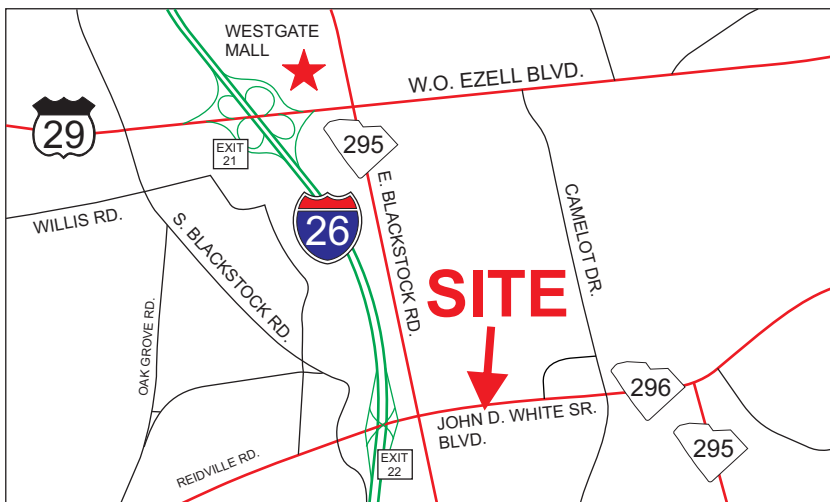 WESTGATE
MALL
W.O. EZELL BLVD.
29
295
EXIT
21
E. BLACKSTOCK RD.
CAMELOT DR.
WILLIS RD.
S. BLACKSTOCK RD.
26
SITE
OAK GROVE RD.
296
JOHN D. WHITE SR.
BLVD.
295
REIDVILLE RD.
EXIT
22